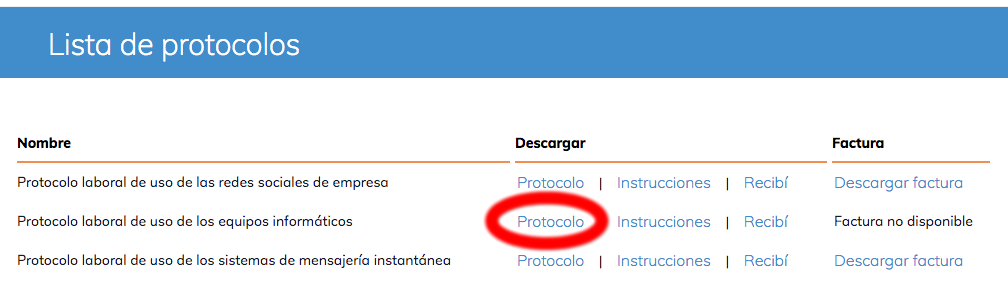 Lista de protocolos
Nombre Descargar Factura
Protocolo laboral de uso de las redes sociales de empresa Protocolo | Instrucciones | Recibí Descargar factura
Protocolo laboral de uso de los equipos informáticos Protocolo | Instrucciones | Recibí Factura no disponible
Protocolo laboral de uso de los sistemas de mensajería instantánea Protocolo | Instrucciones | Recibí Descargar factura